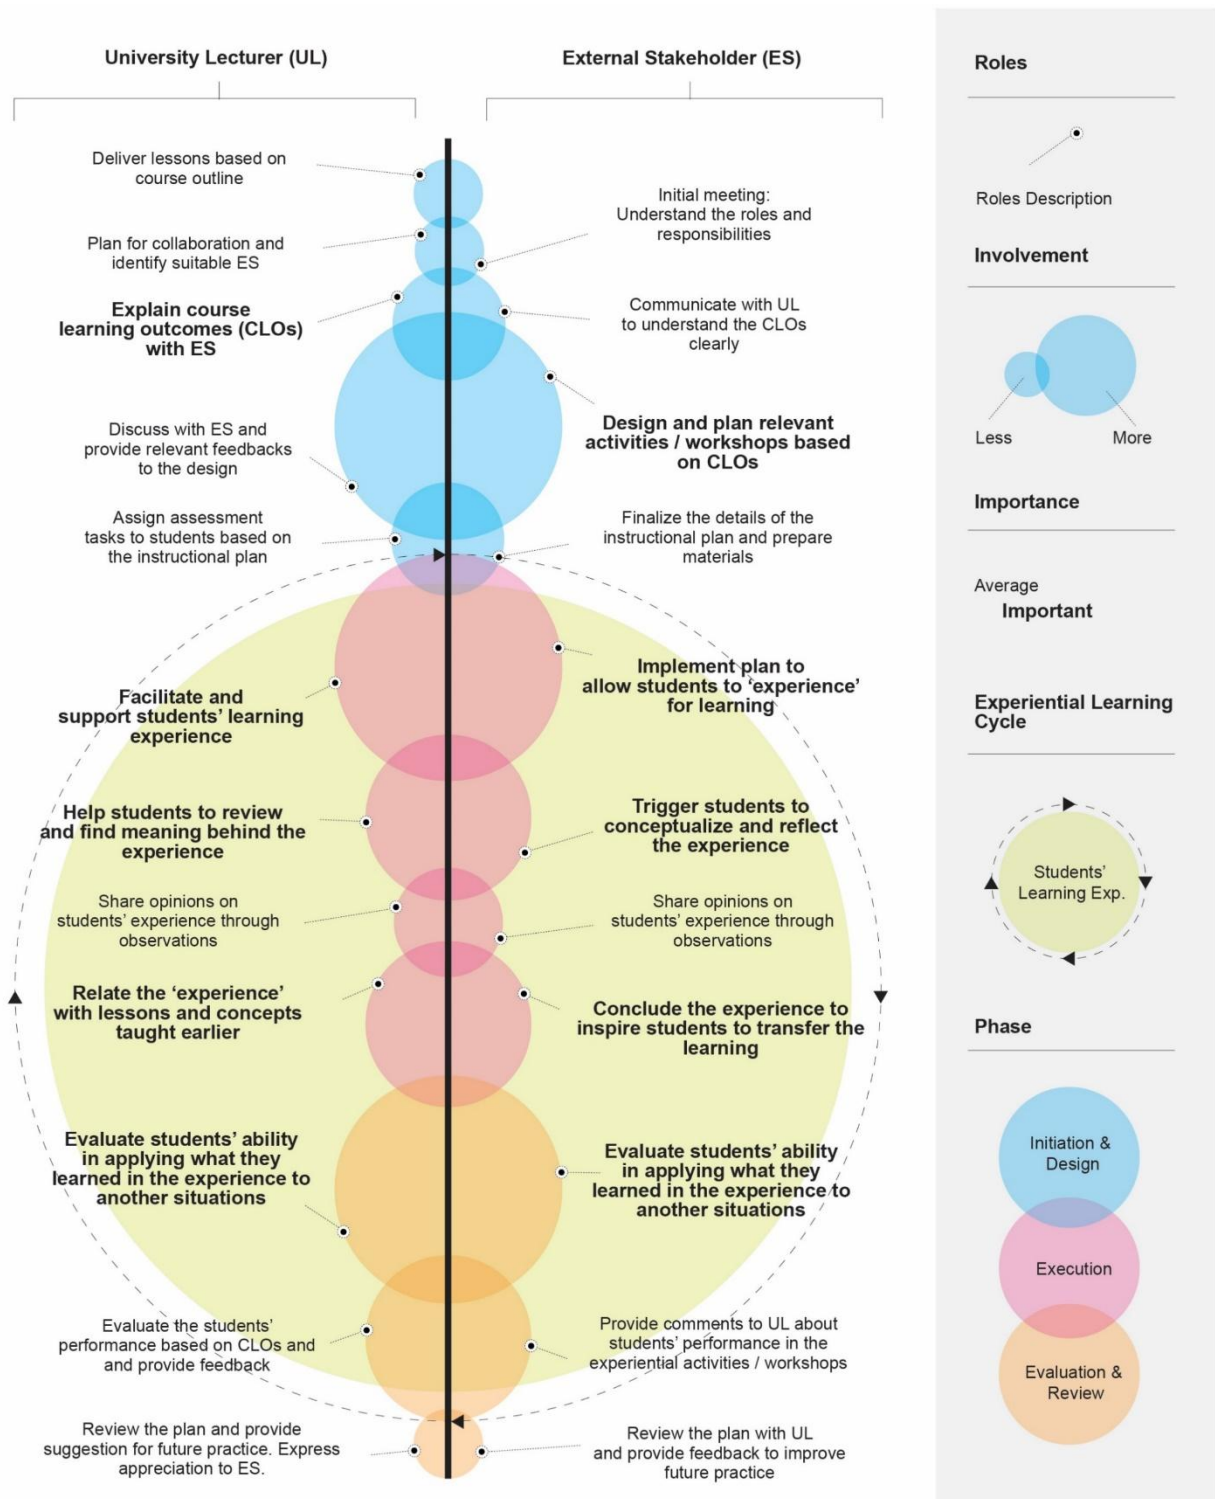 University Lecturer (UL)
External Stakeholder (ES)
Deliver lessons based on
course outline
Initial meeting:
Understand the roles and
responsibilities
Plan for collaboration and
identify suitable ES
Explain course
learning outcomes (CLOs)
with ES
Communicate with UL
to understand the CLOs
clearly
Design and plan relevant
activities / workshops based
on CLOs
Discuss with ES and
provide relevant feedbacks
to the design
Assign assessment
tasks to students based on
the instructional plan
Finalize the details of the
instructional plan and prepare
materials
Implement plan to
allow students to ‘experience’
for learning
Facilitate and
support students’ learning
experience
Help students to review
and find meaning behind the
experience
Trigger students to
conceptualize and reflect
the experience
Share opinions on
students’ experience through
observations
Share opinions on
students’ experience through
observations
Relate the ‘experience’
with lessons and concepts
taught earlier
Conclude the experience to
inspire students to transfer the
learning
Evaluate students’ ability
in applying what they
learned in the experience to
another situations
Evaluate students’ ability
in applying what they
learned in the experience to
another situations
Evaluate the students’
performance based on CLOs and
and provide feedback
Provide comments to UL about
students’ performance in the
experiential activities / workshops
Review the plan and provide
suggestion for future practice. Express
appreciation to ES.
Review the plan with UL
and provide feedback to improve
future practice
Roles
Roles Description
Involvement
Less
More
Importance
Average
Important
Experiential Learning
Cycle
Students’
Learning Exp.
Phase
Initiation &
Design
Execution
Evaluation &
Review